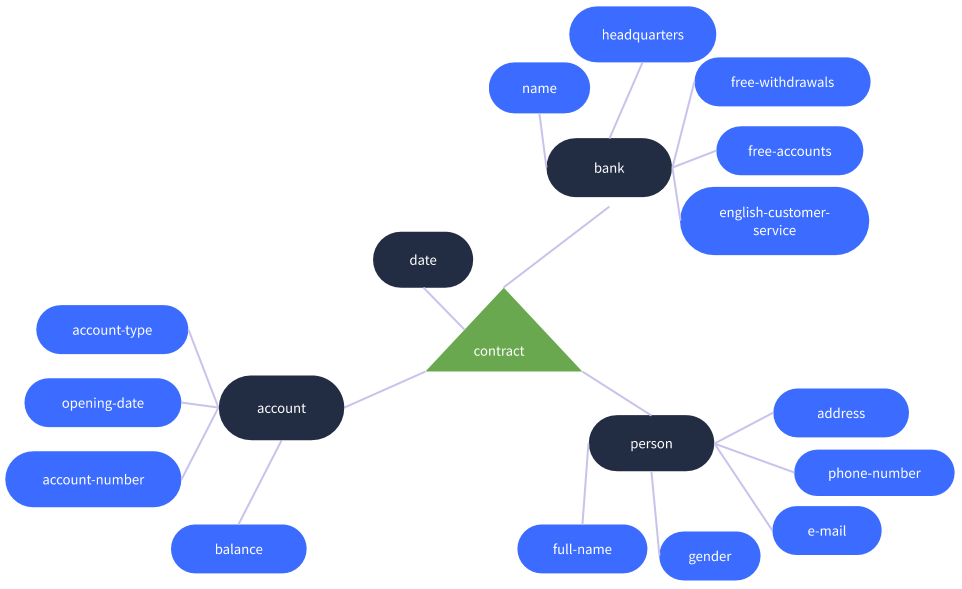 headquarters
name
free-withdrawals
free-accounts
bank
english-customer-
service
date
account-type
contract
opening-date
account
account-number
balance
person
address
phone-number
e-mail
full-name
gender